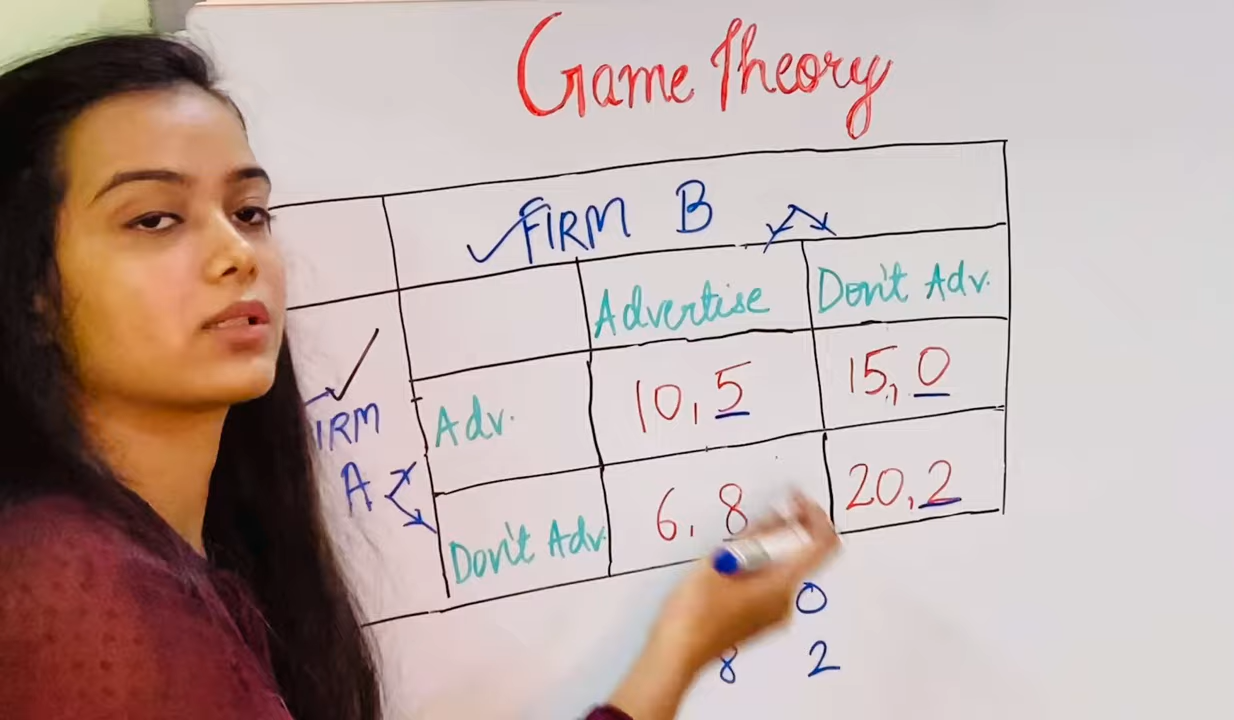 Game Theory
FIRM B
Advertise Don't Adv.
Adv. 10, 5 15, 0
IRM
A
Don't Adv. 6, 8 20, 2
0
8 2